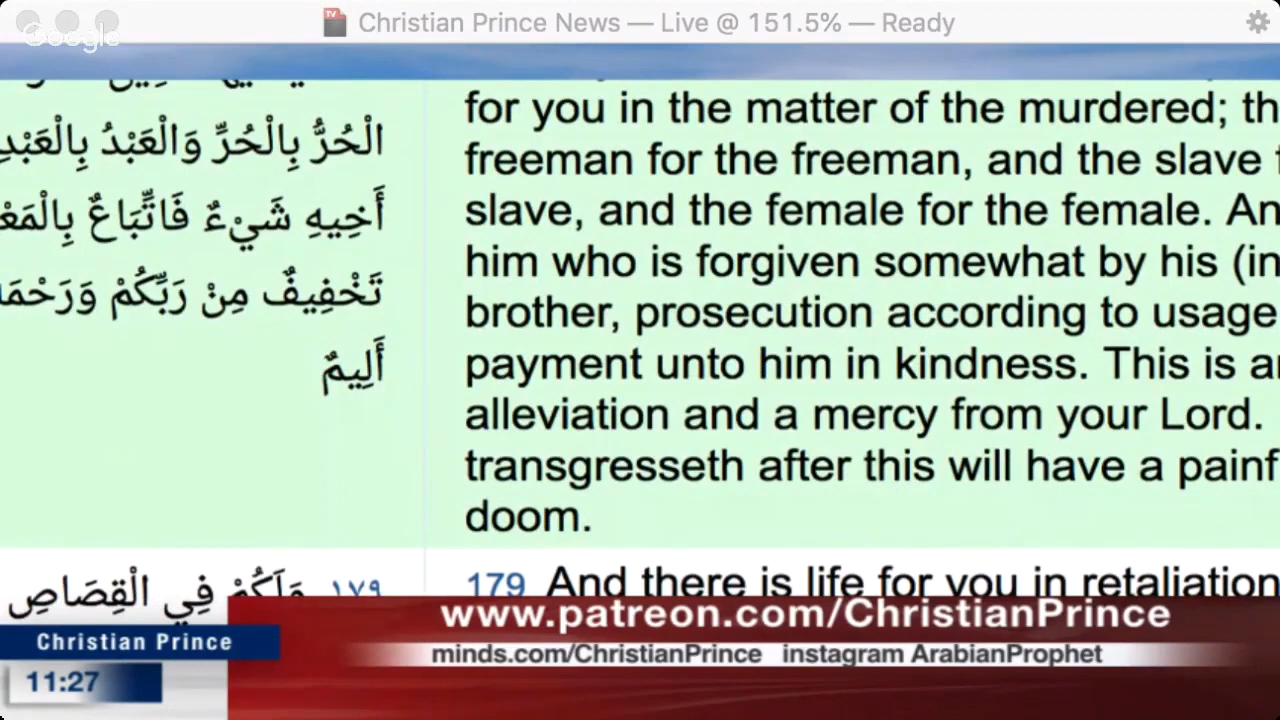 Christian Prince News — Live @ 151.5% — Ready
Google
الْحُرُّ بِالْحُرِّ وَالْعَبْدُ بِالْعَبْدِ
أَخِيهِ شَيْءٌ فَاتِّبَاعٌ بِالْمَعْ
تَخْفِيفٌ مِنْ رَبِّكُمْ وَرَحْمَ
أَلِيمٌ
for you in the matter of the murdered; th
freeman for the freeman, and the slave f
slave, and the female for the female. An
him who is forgiven somewhat by his (in
brother, prosecution according to usage
payment unto him in kindness. This is a
alleviation and a mercy from your Lord.
transgresseth after this will have a painf
doom.
١٧٩ وَلَكُمْ فِي الْقِصَاصِ
179 And there is life for you in retaliation
www.patreon.com/ChristianPrince
Christian Prince
minds.com/ChristianPrince instagram ArabianProphet
11:27